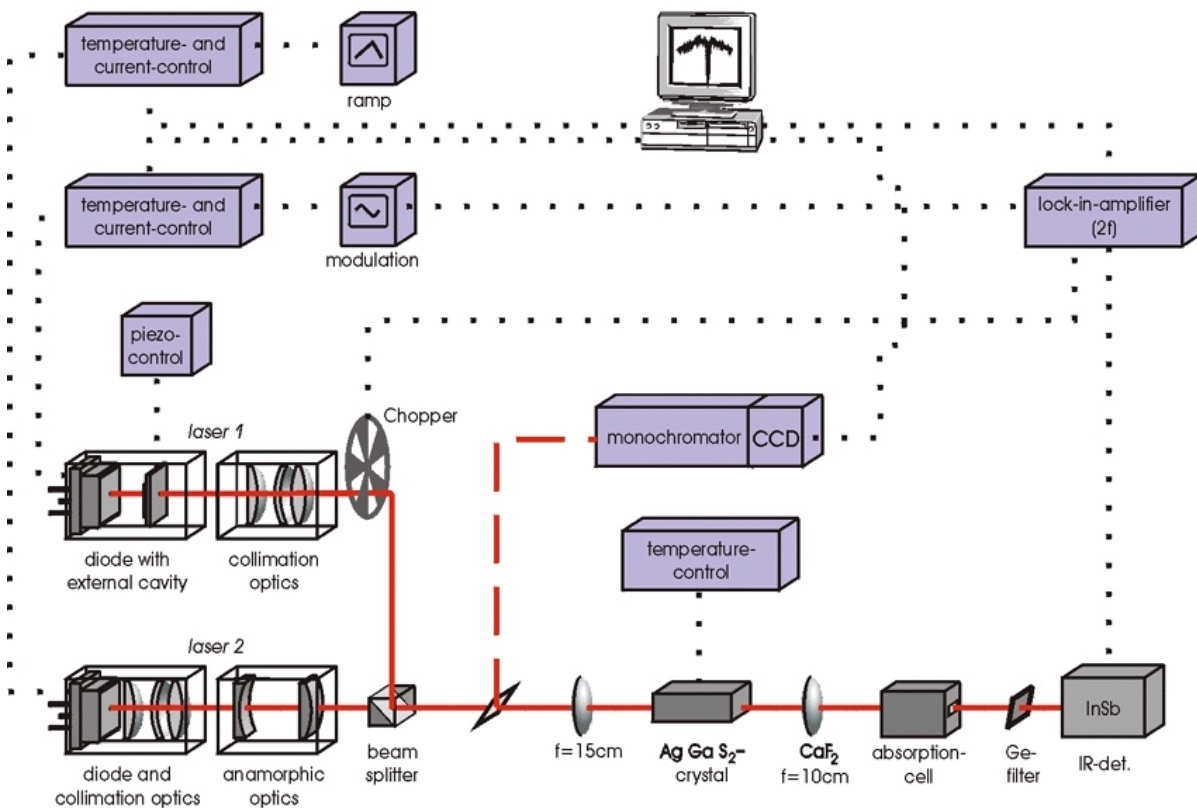 temperature- and
current-control
ramp
temperature- and
current-control
modulation
lock-in-amplifier
(2f)
piezo-
control
Chopper
laser 1
monochromator
CCD
diode with
external cavity
collimation
optics
temperature-
control
laser 2
diode and
collimation optics
anamorphic
optics
beam
splitter
f=15cm
Ag Ga S₂–
crystal
CaF₂
f=10cm
absorption-
cell
Ge-
filter
InSb
IR-det.